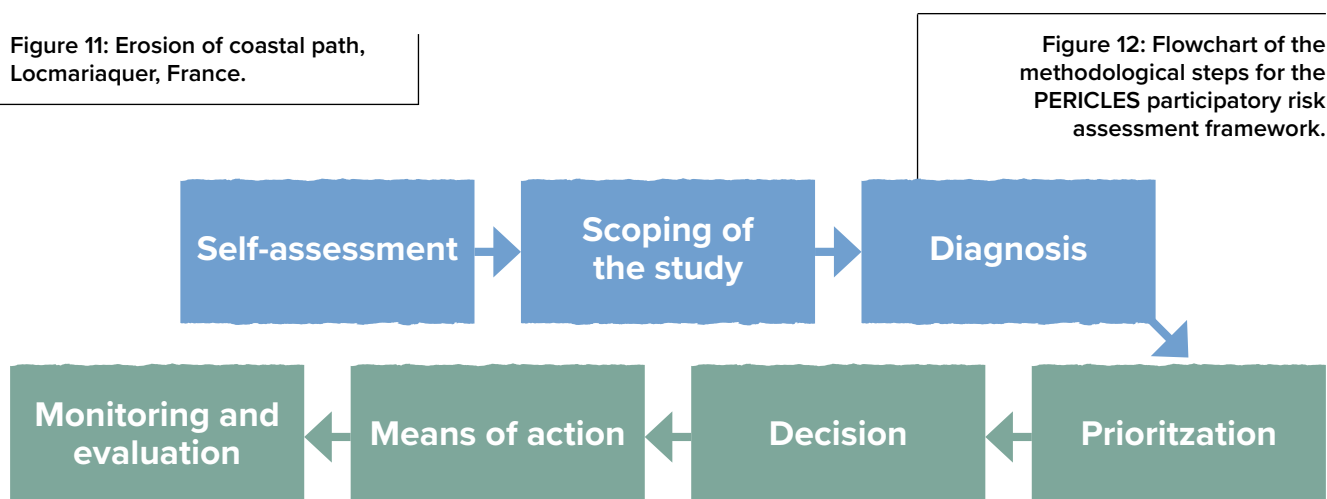 Figure 11: Erosion of coastal path,
Locmariaquer, France.
Figure 12: Flowchart of the
methodological steps for the
PERICLES participatory risk
assessment framework.
Self-assessment
Scoping of
the study
Diagnosis
Prioritzation
Decision
Means of action
Monitoring and
evaluation